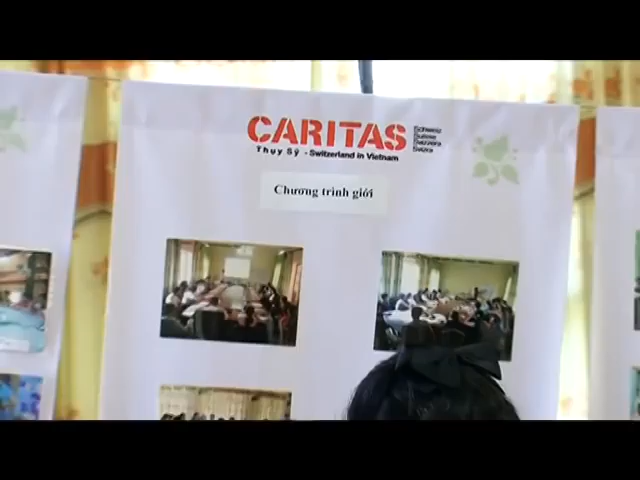 CARITAS
Schweiz
Suisse
Svizzera
Svizra
Thụy Sỹ - Switzerland in Vietnam
Chương trình giới